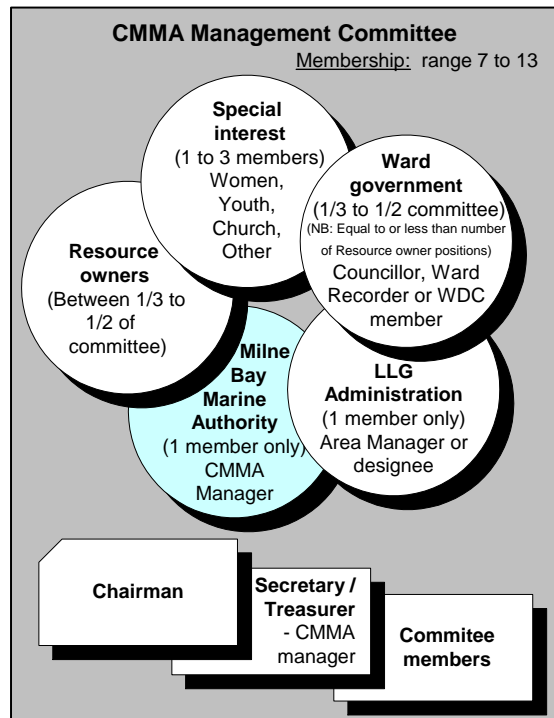 CMMA Management Committee
Membership: range 7 to 13
Special
interest
(1 to 3 members)
Women,
Youth,
Church,
Other
Ward
government
(1/3 to 1/2 committee)
(NB: Equal to or less than number
of Resource owner positions)
Councillor, Ward
Recorder or WDC
member
Resource
owners
(Between 1/3 to
1/2 of
committee)
Milne
Bay
Marine
Authority
(1 member only)
CMMA
Manager
LLG
Administration
(1 member only)
Area Manager or
designee
Chairman
Secretary /
Treasurer
- CMMA
manager
Commitee
members